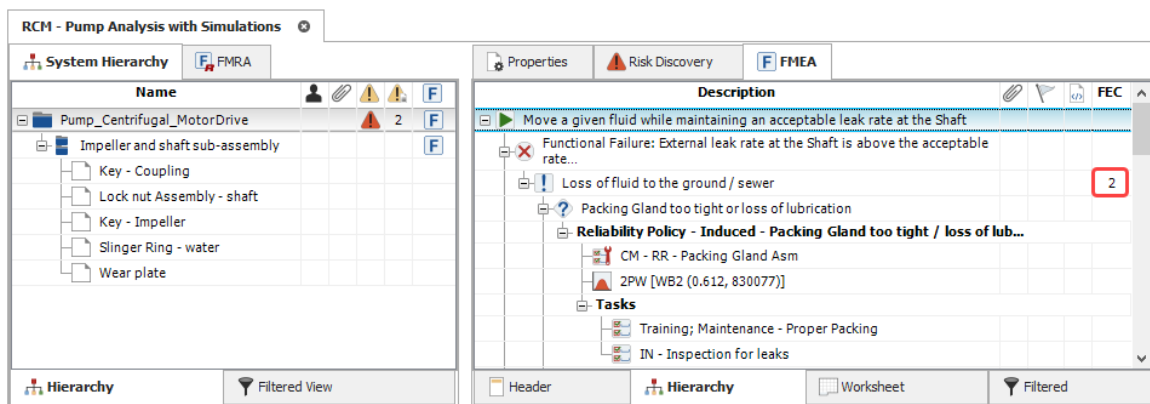 RCM - Pump Analysis with Simulations
System Hierarchy
FMRA
Name
F
Pump_Centrifugal_MotorDrive
2
F
Impeller and shaft sub-assembly
F
Key - Coupling
Lock nut Assembly - shaft
Key - Impeller
Slinger Ring - water
Wear plate
Hierarchy
Filtered View
Properties
Risk Discovery
F FMEA
Description
FEC
Move a given fluid while maintaining an acceptable leak rate at the Shaft
Functional Failure: External leak rate at the Shaft is above the acceptable
rate...
Loss of fluid to the ground / sewer
2
Packing Gland too tight or loss of lubrication
Reliability Policy - Induced - Packing Gland too tight / loss of lub...
CM - RR - Packing Gland Asm
2PW [WB2 (0.612, 830077)]
Tasks
Training; Maintenance - Proper Packing
IN - Inspection for leaks
Header
Hierarchy
Worksheet
Filtered